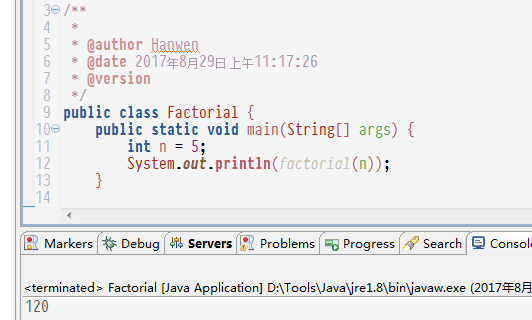 3 /**
4 *
5 * @author Hanwen
6 * @date 2017年8月29日 上午11:17:26
7 * @version
8 */
9 public class Factorial {
10 public static void main(String[] args) {
11 int n = 5;
12 System.out.println(factorial(n));
13 }
14
Markers Debug Servers Problems Progress Search Consol
<terminated> Factorial [Java Application] D:\Tools\Java\jre1.8\bin\javaw.exe (2017年8月
120